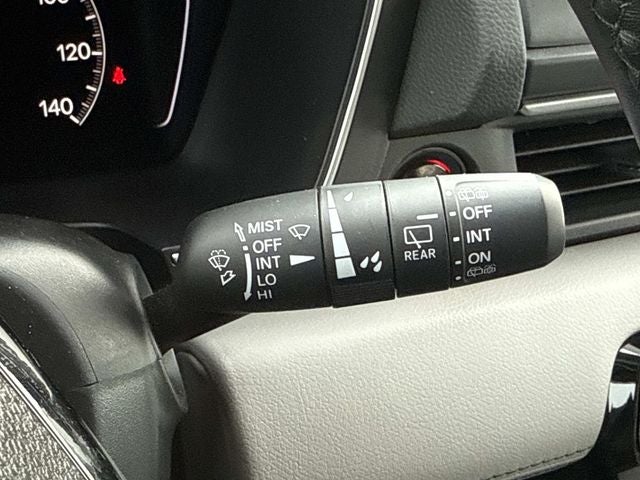 120
140
MIST
OFF
INT
LO
HI
REAR
OFF
INT
ON